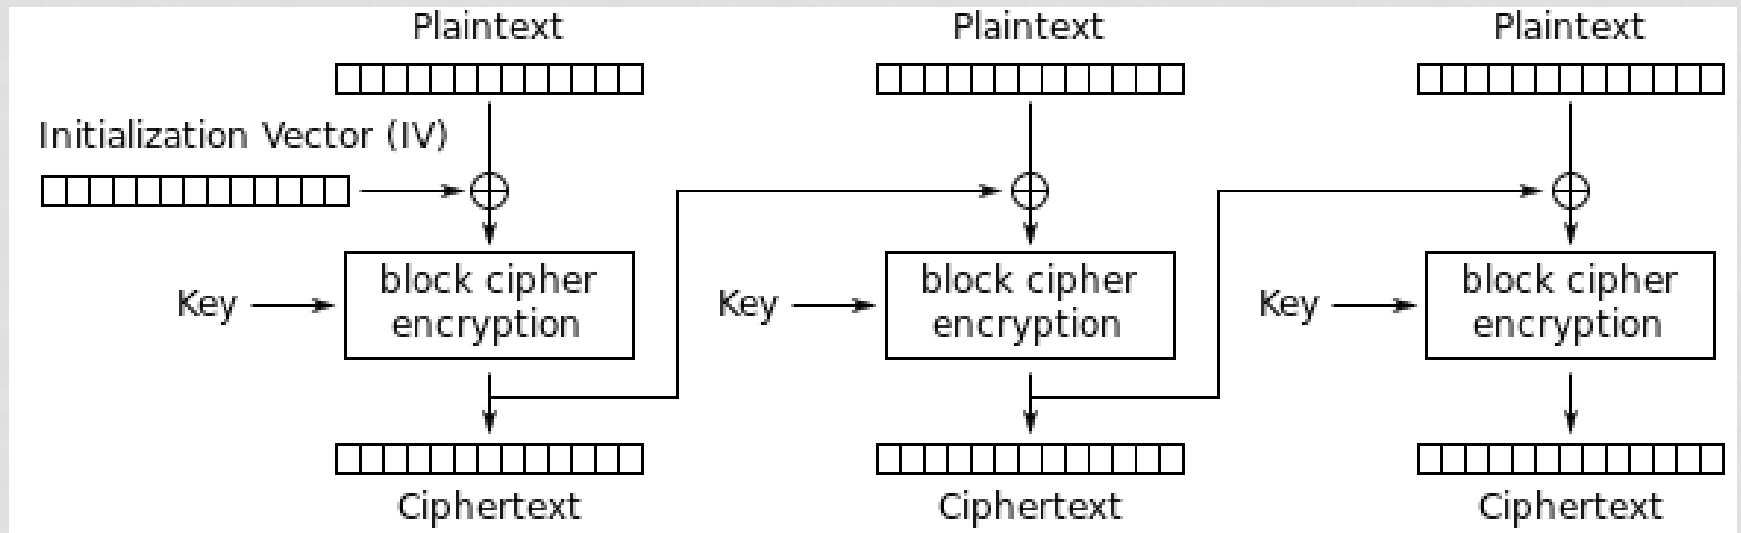 Plaintext
Plaintext
Plaintext
Initialization Vector (IV)
Key
block cipher
encryption
Key
block cipher
encryption
Key
block cipher
encryption
Ciphertext
Ciphertext
Ciphertext